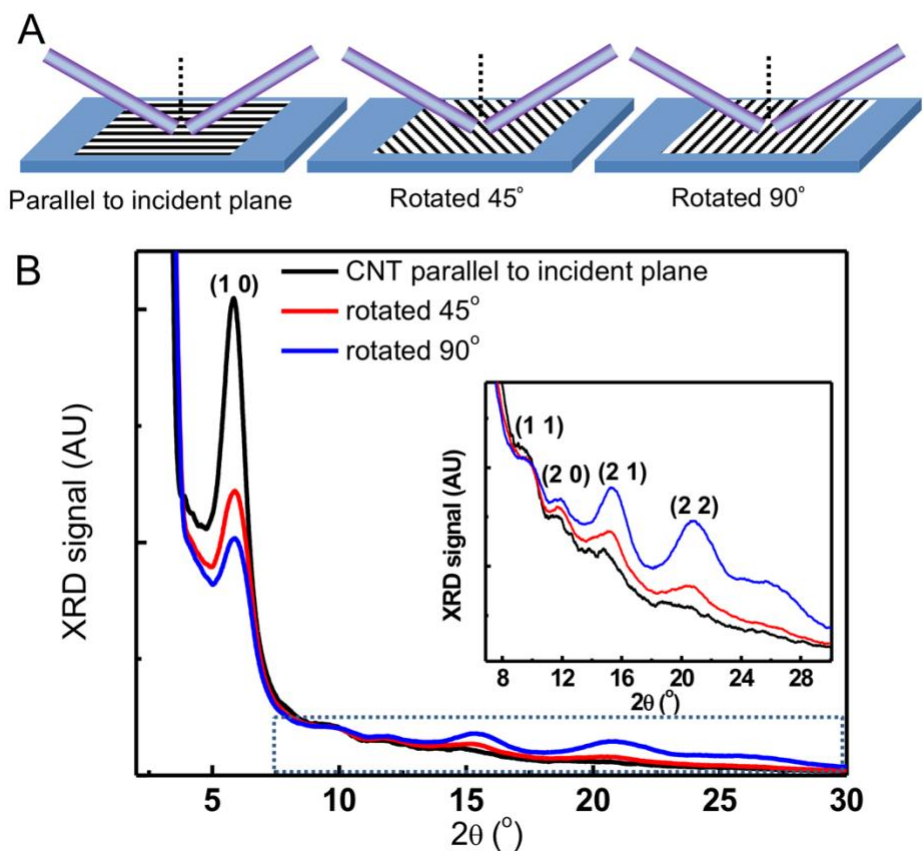 A
Parallel to incident plane
Rotated 45°
Rotated 90°
B
(1 0)
CNT parallel to incident plane
rotated 45°
rotated 90°
XRD signal (AU)
5 10 15 20 25 30
2θ (°)
(1 1)
(2 0)
(2 1)
(2 2)
XRD signal (AU)
8 12 16 20 24 28
2θ (°)